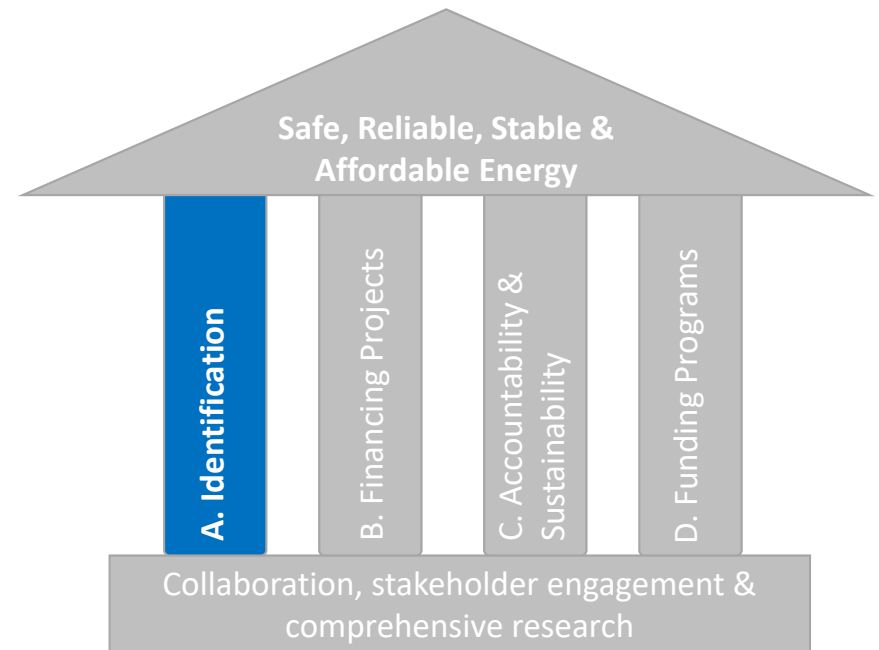 Safe, Reliable, Stable &
Affordable Energy
A. Identification
B. Financing Projects
C. Accountability &
Sustainability
D. Funding Programs
Collaboration, stakeholder engagement &
comprehensive research